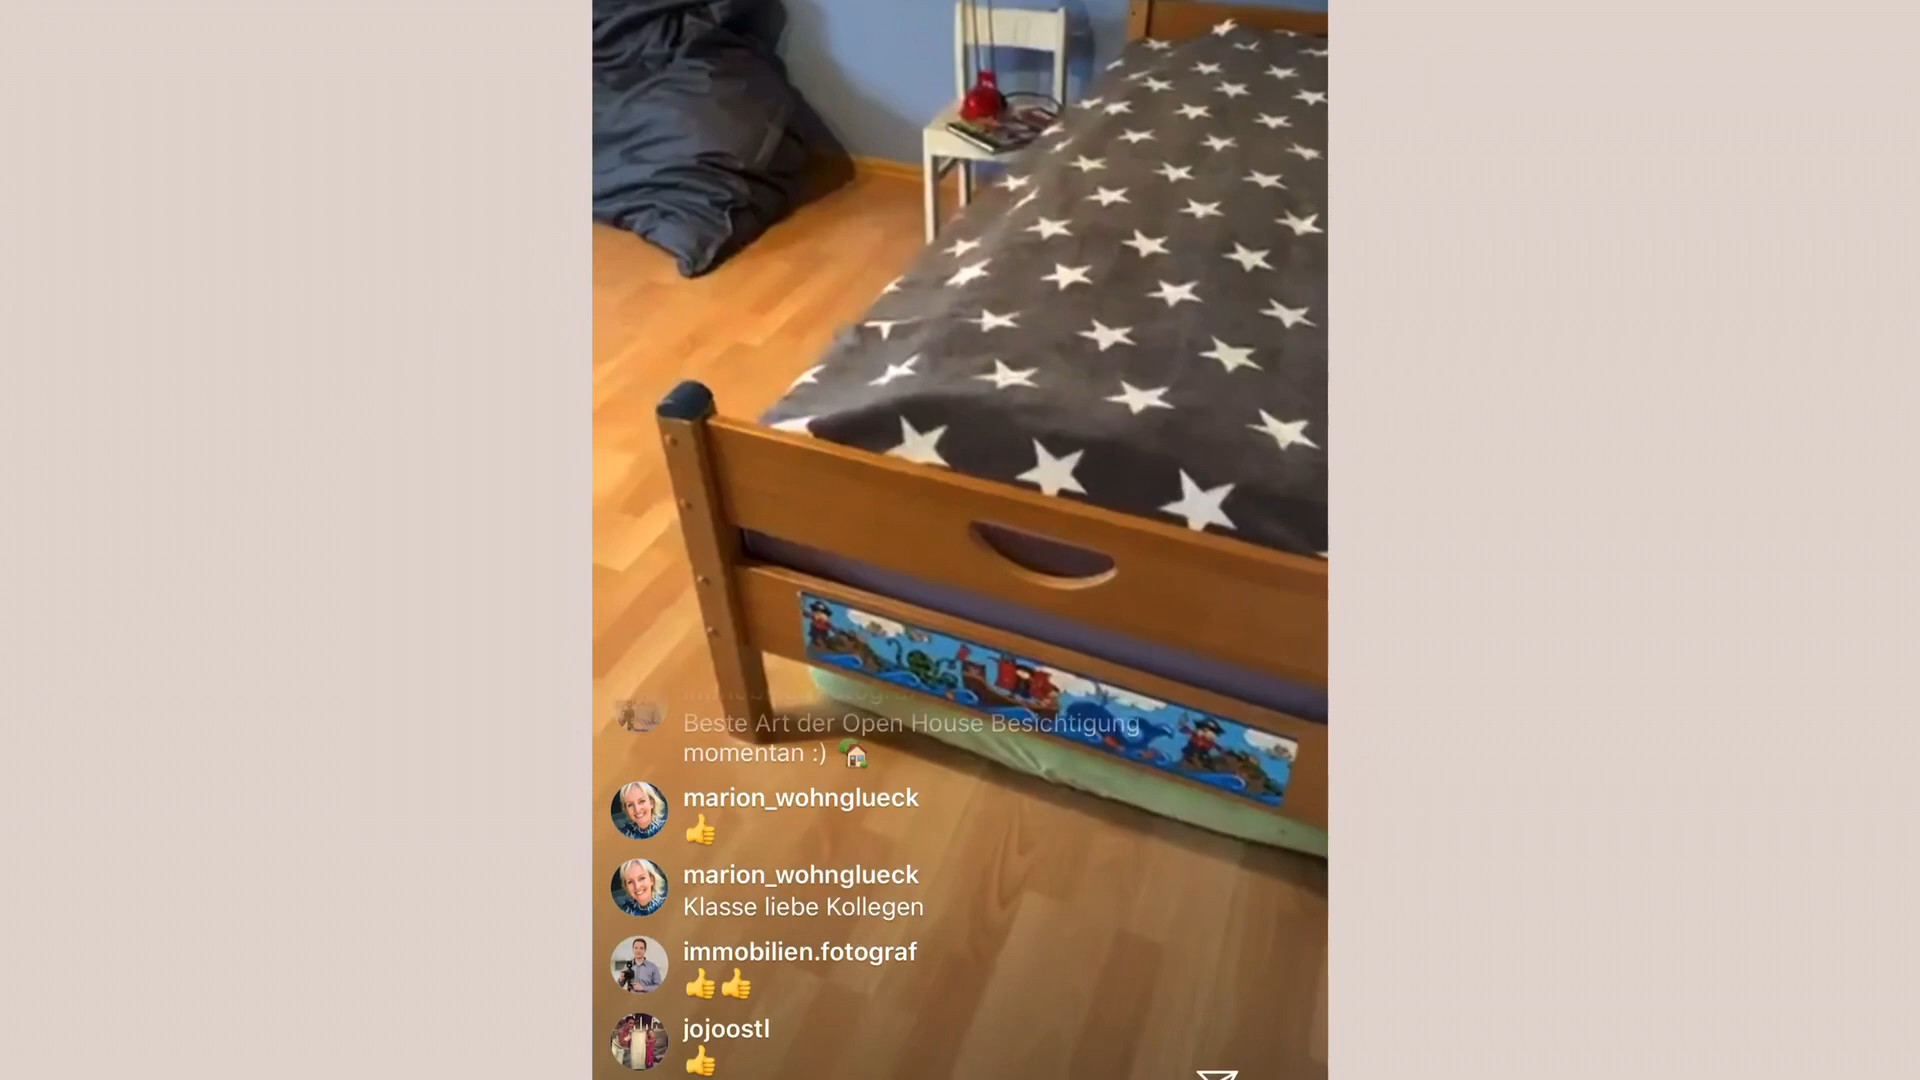 Beste Art der Open House Besichtigung
momentan :)
marion_wohnglueck
marion_wohnglueck
Klasse liebe Kollegen
immobilien.fotograf
jojoostl